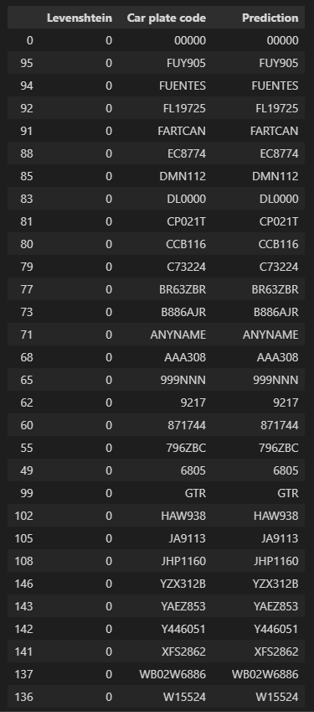 Levenshtein Car plate code Prediction
0 0 00000 00000
95 0 FUY905 FUY905
94 0 FUENTES FUENTES
92 0 FL19725 FL19725
91 0 FARTCAN FARTCAN
88 0 EC8774 EC8774
85 0 DMN112 DMN112
83 0 DL0000 DL0000
81 0 CP021T CP021T
80 0 CCB116 CCB116
79 0 C73224 C73224
77 0 BR63ZBR BR63ZBR
73 0 B886AJR B886AJR
71 0 ANYNAME ANYNAME
68 0 AAA308 AAA308
65 0 999NNN 999NNN
62 0 9217 9217
60 0 871744 871744
55 0 796ZBC 796ZBC
49 0 6805 6805
99 0 GTR GTR
102 0 HAW938 HAW938
105 0 JA9113 JA9113
108 0 JHP1160 JHP1160
146 0 YZX312B YZX312B
143 0 YAEZ853 YAEZ853
142 0 Y446051 Y446051
141 0 XFS2862 XFS2862
137 0 WB02W6886 WB02W6886
136 0 W15524 W15524